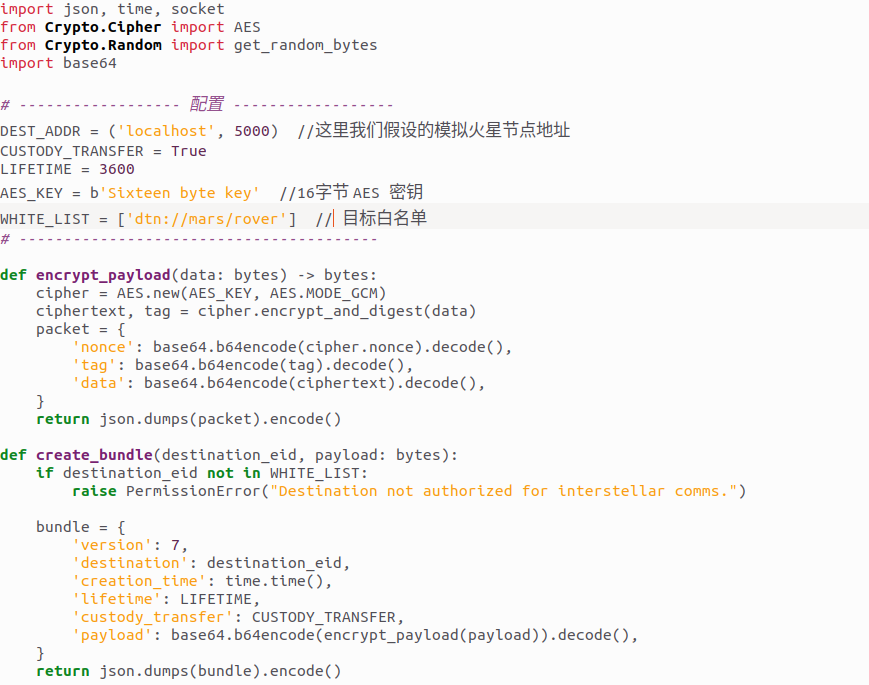 import json, time, socket
from Crypto.Cipher import AES
from Crypto.Random import get_random_bytes
import base64
# ------------------ 配置 ------------------
DEST_ADDR = ('localhost', 5000)  //这里我们假设的模拟火星节点地址
CUSTODY_TRANSFER = True
LIFETIME = 3600
AES_KEY = b'Sixteen byte key'  //16字节 AES 密钥
WHITE_LIST = ['dtn://mars/rover']  // 目标白名单
# ----------------------------------------
def encrypt_payload(data: bytes) -> bytes:
    cipher = AES.new(AES_KEY, AES.MODE_GCM)
    ciphertext, tag = cipher.encrypt_and_digest(data)
    packet = {
        'nonce': base64.b64encode(cipher.nonce).decode(),
        'tag': base64.b64encode(tag).decode(),
        'data': base64.b64encode(ciphertext).decode(),
    }
    return json.dumps(packet).encode()
def create_bundle(destination_eid, payload: bytes):
    if destination_eid not in WHITE_LIST:
        raise PermissionError("Destination not authorized for interstellar comms.")
    bundle = {
        'version': 7,
        'destination': destination_eid,
        'creation_time': time.time(),
        'lifetime': LIFETIME,
        'custody_transfer': CUSTODY_TRANSFER,
        'payload': base64.b64encode(encrypt_payload(payload)).decode(),
    }
    return json.dumps(bundle).encode()